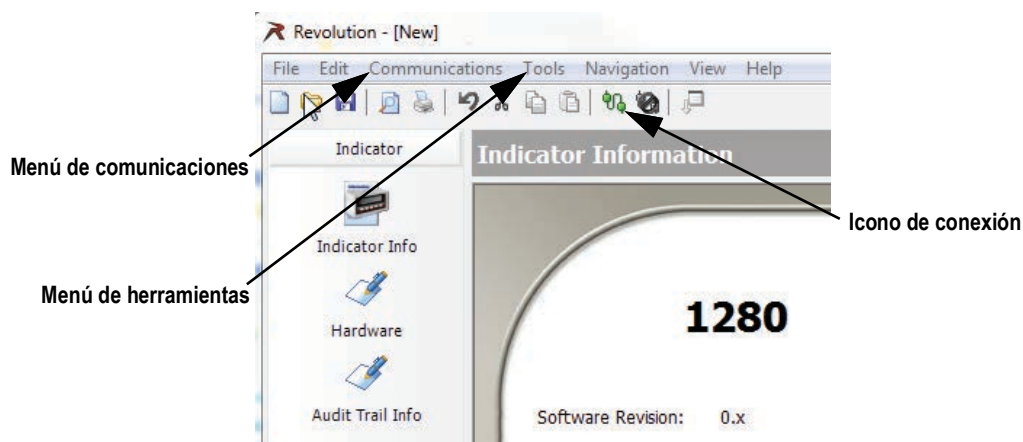 Revolution - [New]
File Edit Communications Tools Navigation View Help
Indicator
Indicator Information
Menú de comunicaciones
Icono de conexión
Indicator Info
Menú de herramientas
1280
Hardware
Audit Trail Info
Software Revision: 0.x